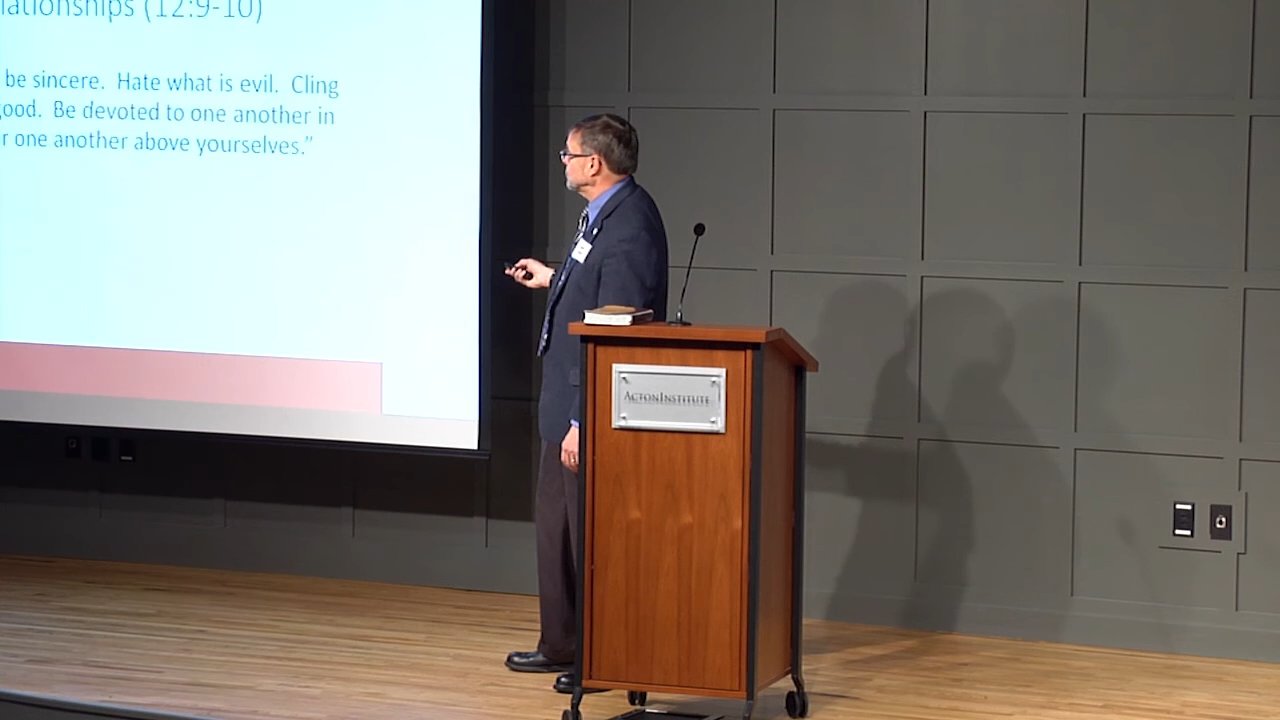 lationships (12:9-10)
be sincere. Hate what is evil. Cling
good. Be devoted to one another in
r one another above yourselves.”
ACTONINSTITUTE